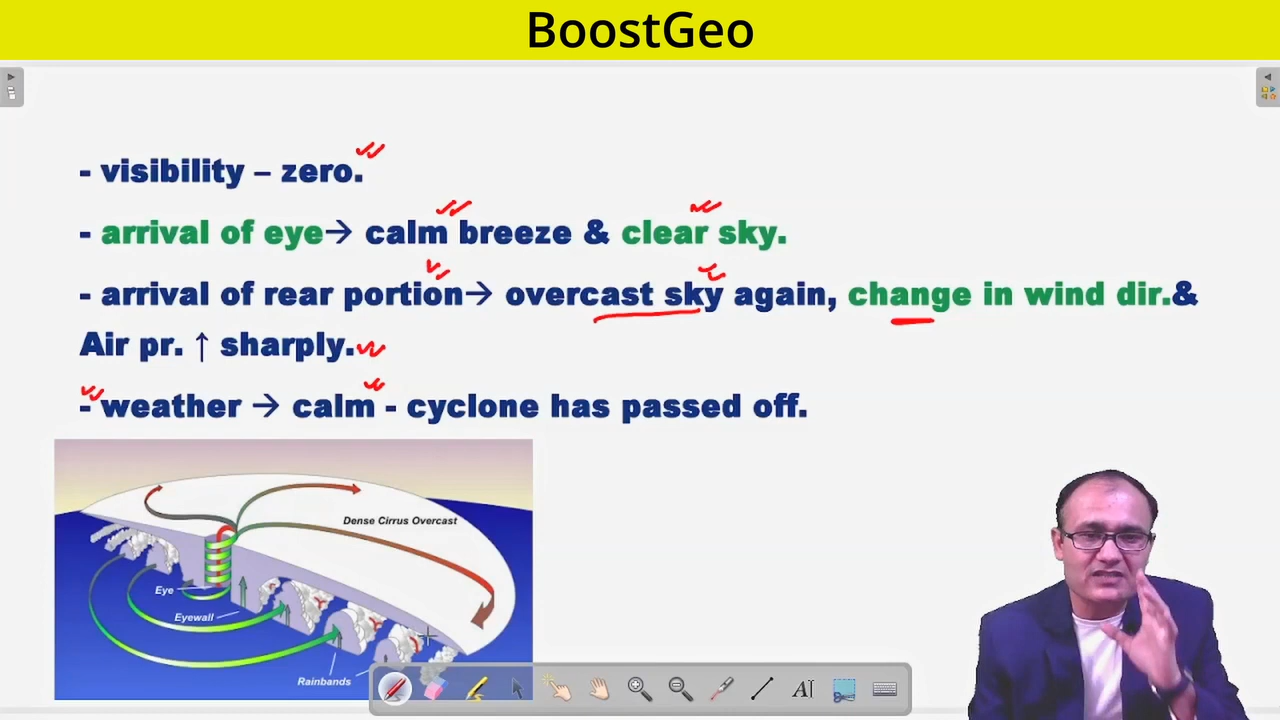 BoostGeo
- visibility – zero.
- arrival of eye→ calm breeze & clear sky.
- arrival of rear portion→ overcast sky again, change in wind dir.&
Air pr. ↑ sharply.
- weather → calm - cyclone has passed off.
Dense Cirrus Overcast
Eye
Eyewall
Rainbands
A